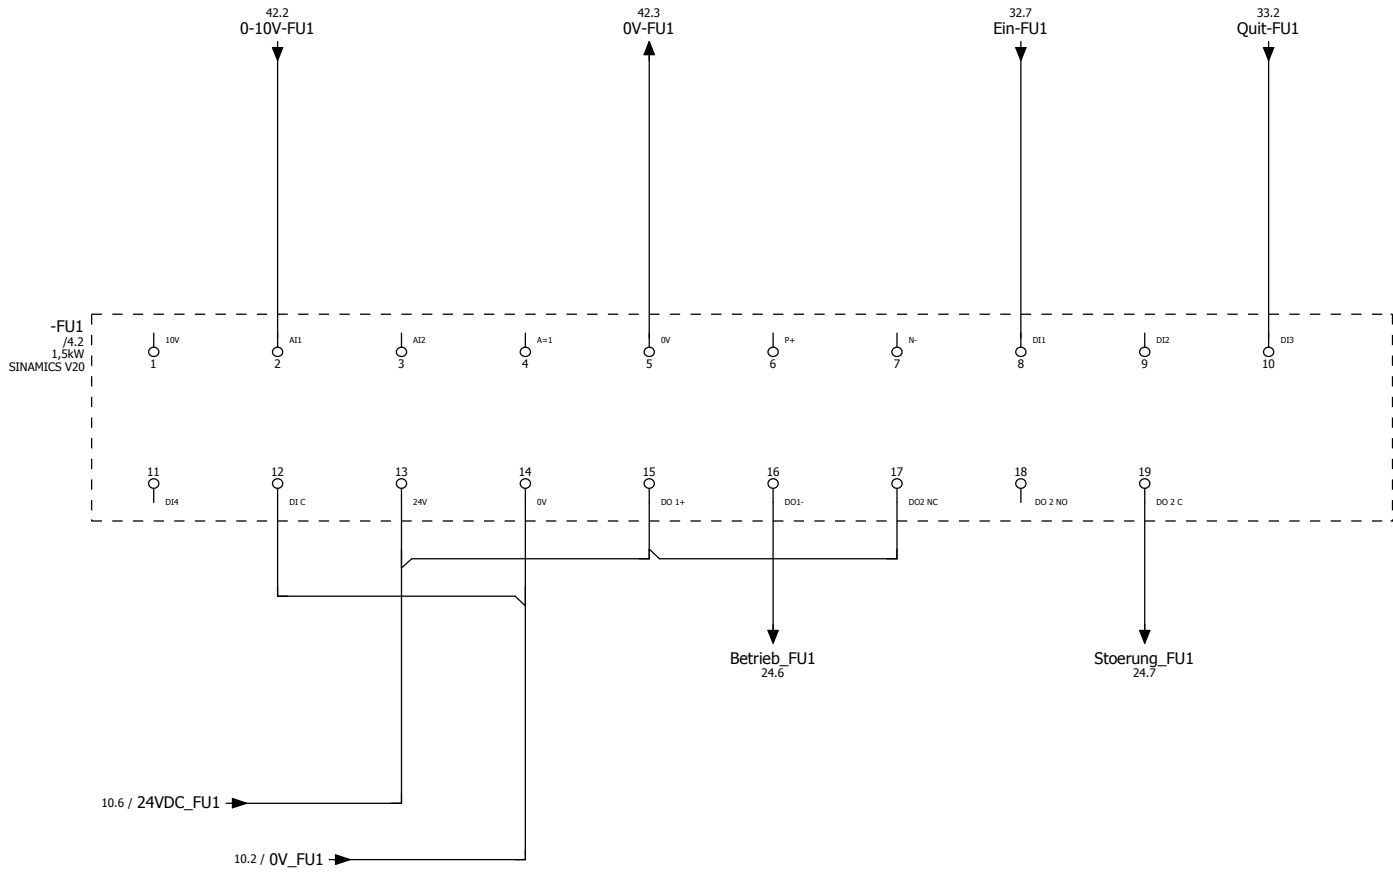 42.2
0-10V-FU1
42.3
0V-FU1
32.7
Ein-FU1
33.2
Quit-FU1
-FU1
/4.2
1,5kW
SINAMICS V20
10V
1
AI1
2
AI2
3
A=1
4
0V
5
P+
6
N-
7
DI1
8
DI2
9
DI3
10
11
DI4
12
DI C
13
24V
14
0V
15
DO 1+
16
DO1-
17
DO2 NC
18
DO 2 NO
19
DO 2 C
Betrieb_FU1
24.6
Stoerung_FU1
24.7
10.6 / 24VDC_FU1
10.2 / 0V_FU1